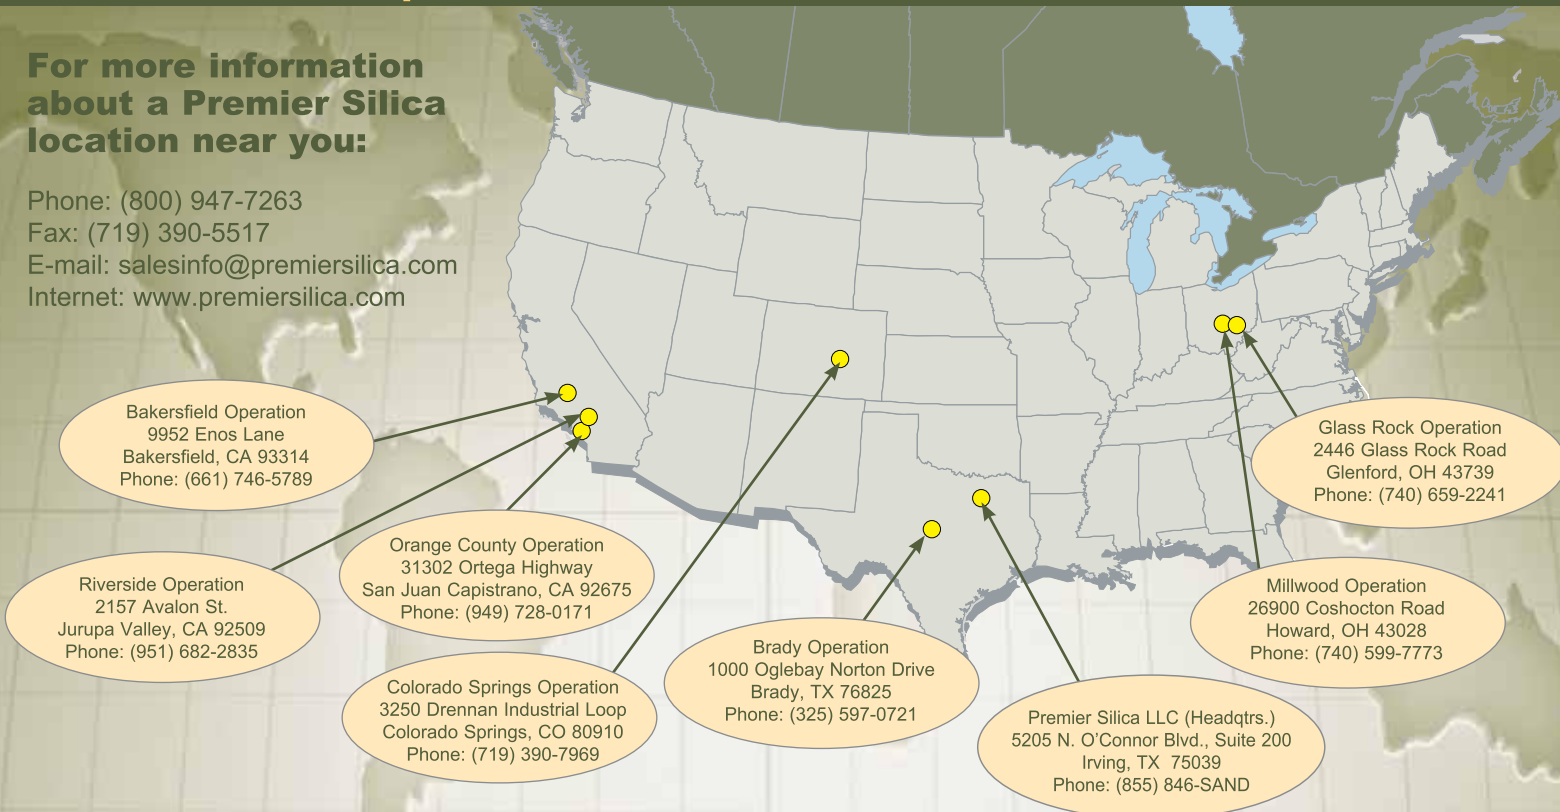 For more information
about a Premier Silica
location near you:
Phone: (800) 947-7263
Fax: (719) 390-5517
E-mail: salesinfo@premiersilica.com
Internet: www.premiersilica.com
Bakersfield Operation
9952 Enos Lane
Bakersfield, CA 93314
Phone: (661) 746-5789
Riverside Operation
2157 Avalon St.
Jurupa Valley, CA 92509
Phone: (951) 682-2835
Orange County Operation
31302 Ortega Highway
San Juan Capistrano, CA 92675
Phone: (949) 728-0171
Colorado Springs Operation
3250 Drennan Industrial Loop
Colorado Springs, CO 80910
Phone: (719) 390-7969
Brady Operation
1000 Oglebay Norton Drive
Brady, TX 76825
Phone: (325) 597-0721
Premier Silica LLC (Headqtrs.)
5205 N. O'Connor Blvd., Suite 200
Irving, TX 75039
Phone: (855) 846-SAND
Glass Rock Operation
2446 Glass Rock Road
Glenford, OH 43739
Phone: (740) 659-2241
Millwood Operation
26900 Coshocton Road
Howard, OH 43028
Phone: (740) 599-7773